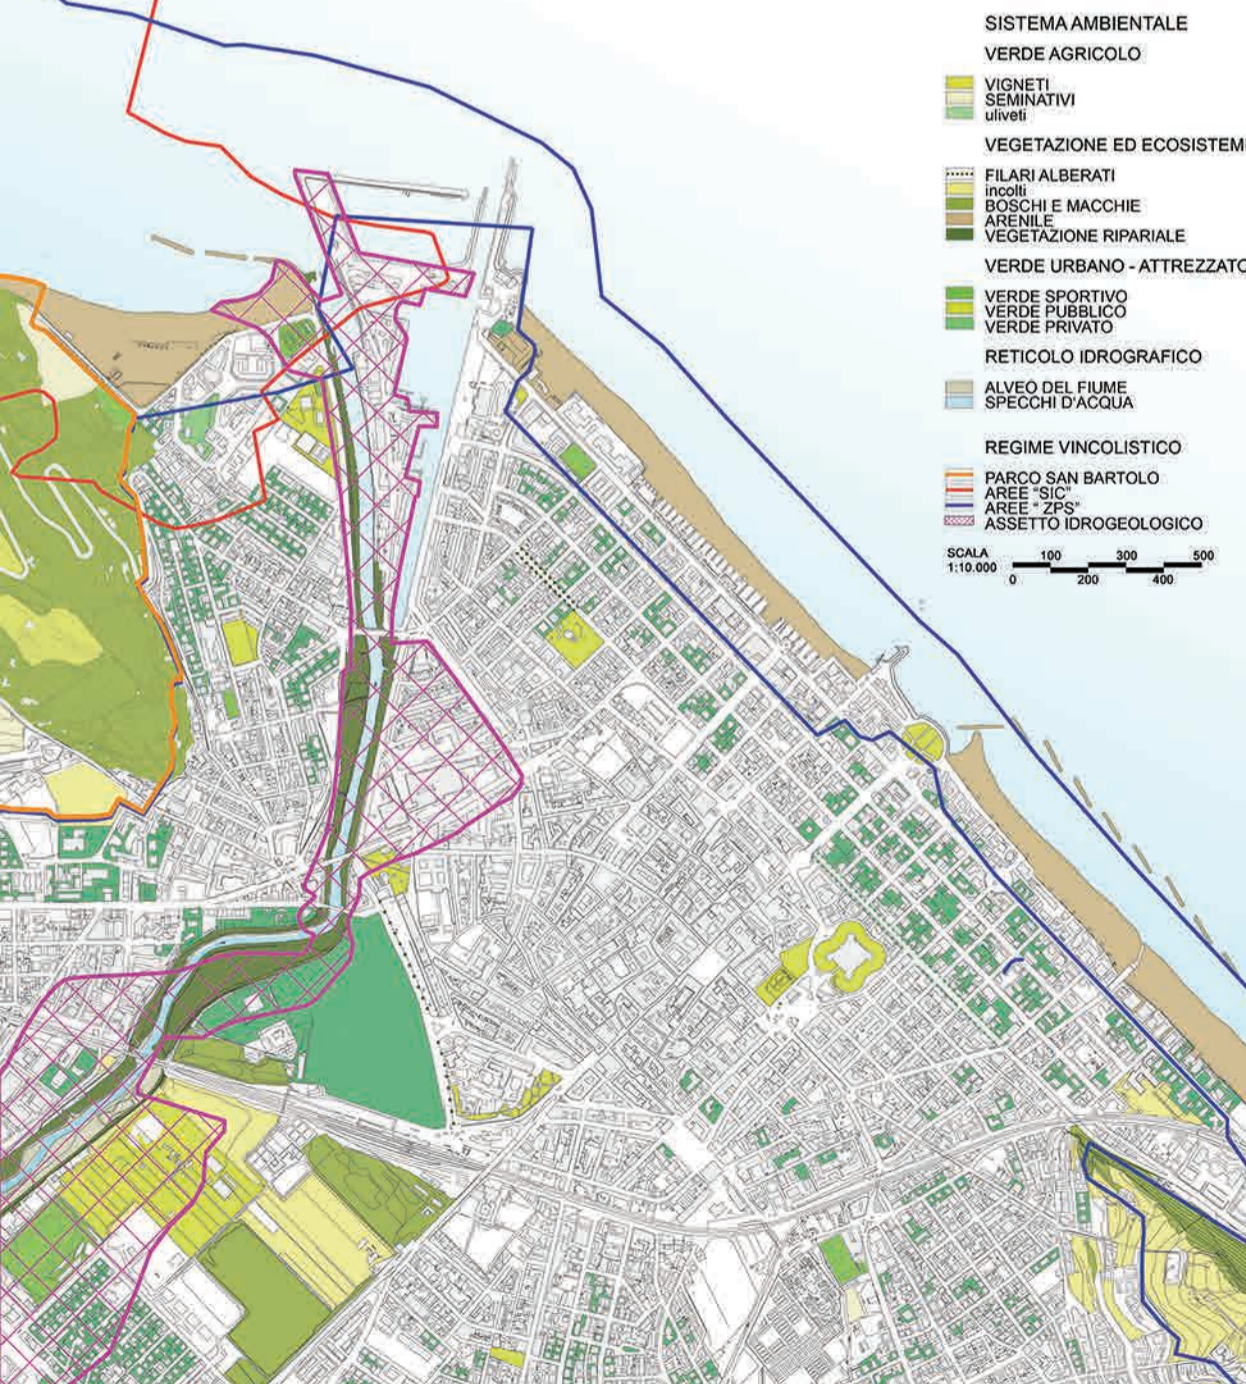 SISTEMA AMBIENTALE
VERDE AGRICOLO
VIGNETI
SEMINATIVI
uliveti
VEGETAZIONE ED ECOSISTEMI
FILARI ALBERATI
incolti
BOSCHI E MACCHIE
ARENILE
VEGETAZIONE RIPARIALE
VERDE URBANO - ATTREZZATO
VERDE SPORTIVO
VERDE PUBBLICO
VERDE PRIVATO
RETICOLO IDROGRAFICO
ALVEO DEL FIUME
SPECCHI D'ACQUA
REGIME VINCOLISTICO
PARCO SAN BARTOLO
AREE "SIC"
AREE " ZPS"
ASSETTO IDROGEOLOGICO
SCALA 100 300 500
1:10.000 0 200 400